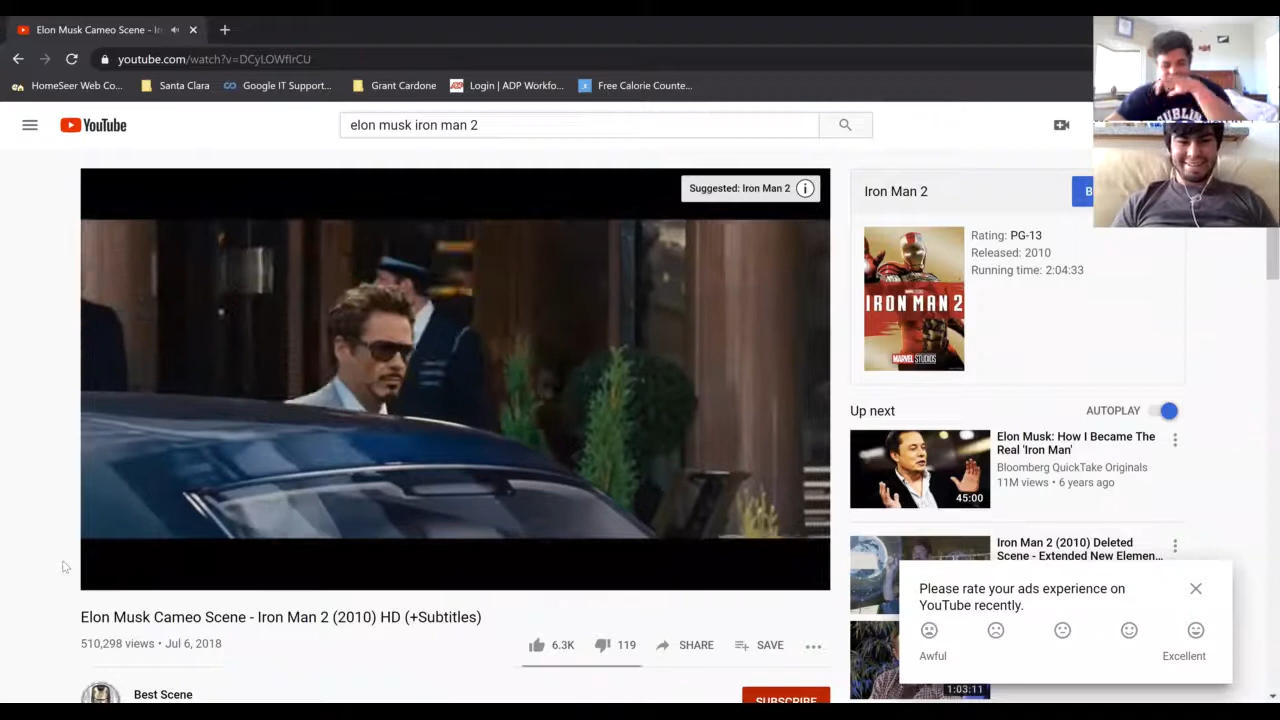 Elon Musk Cameo Scene - Ir
youtube.com/watch?v=DCyLOWfIrCU
HomeSeer Web Co... Santa Clara Google IT Support... Grant Cardone Login | ADP Workfo... Free Calorie Counte...
YouTube
elon musk iron man 2
Suggested: Iron Man 2
Iron Man 2
B
Rating: PG-13
Released: 2010
Running time: 2:04:33
IRON MAN 2
MARVEL STUDIOS
Up next
AUTOPLAY
Elon Musk: How I Became The
Real 'Iron Man'
Bloomberg QuickTake Originals
11M views • 6 years ago
45:00
Iron Man 2 (2010) Deleted
Scene - Extended New Elemen...
Please rate your ads experience on
YouTube recently.
Awful
Excellent
1:03:11
Elon Musk Cameo Scene - Iron Man 2 (2010) HD (+Subtitles)
510,298 views • Jul 6, 2018
6.3K 119 SHARE SAVE
Best Scene
SUBSCRIBE